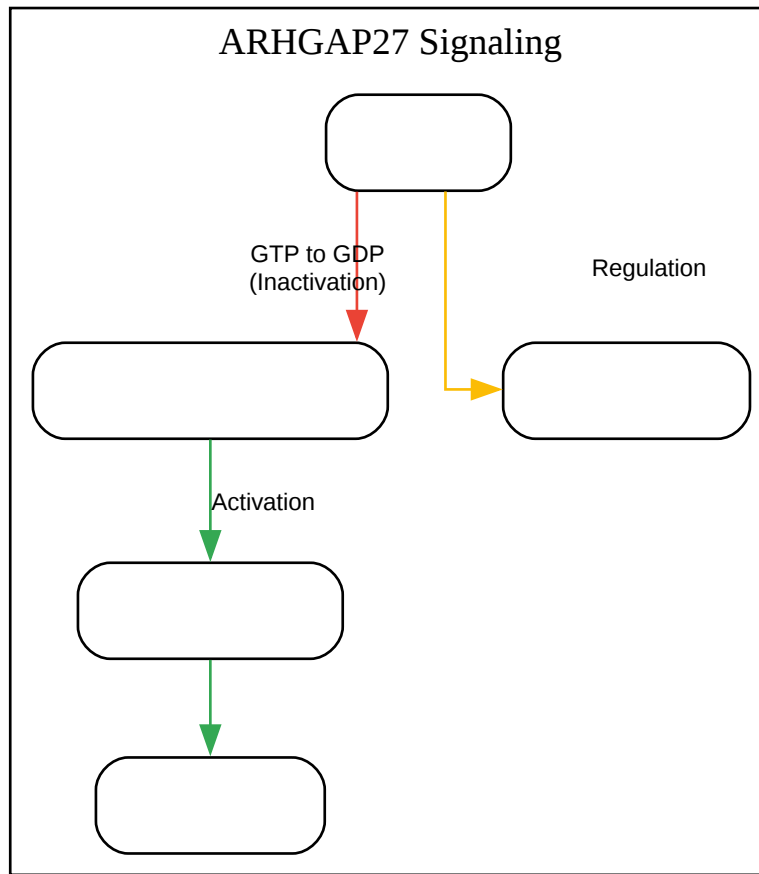 ARHGAP27 Signaling
GTP to GDP
(Inactivation)
Regulation
Activation